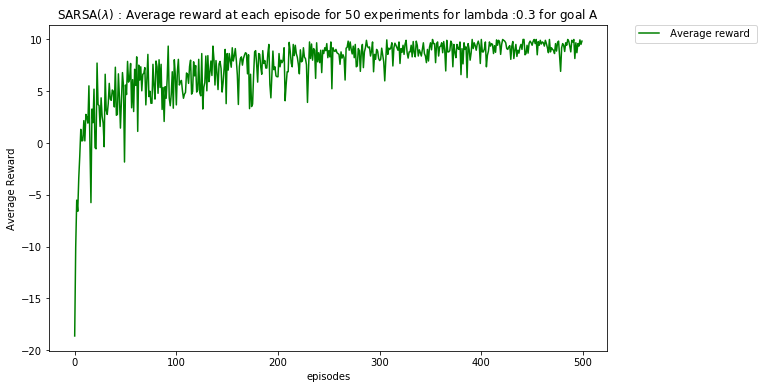 SARSA(λ) : Average reward at each episode for 50 experiments for lambda :0.3 for goal A
Average reward
10
5
0
−5
−10
−15
−20
Average Reward
0 100 200 300 400 500
episodes